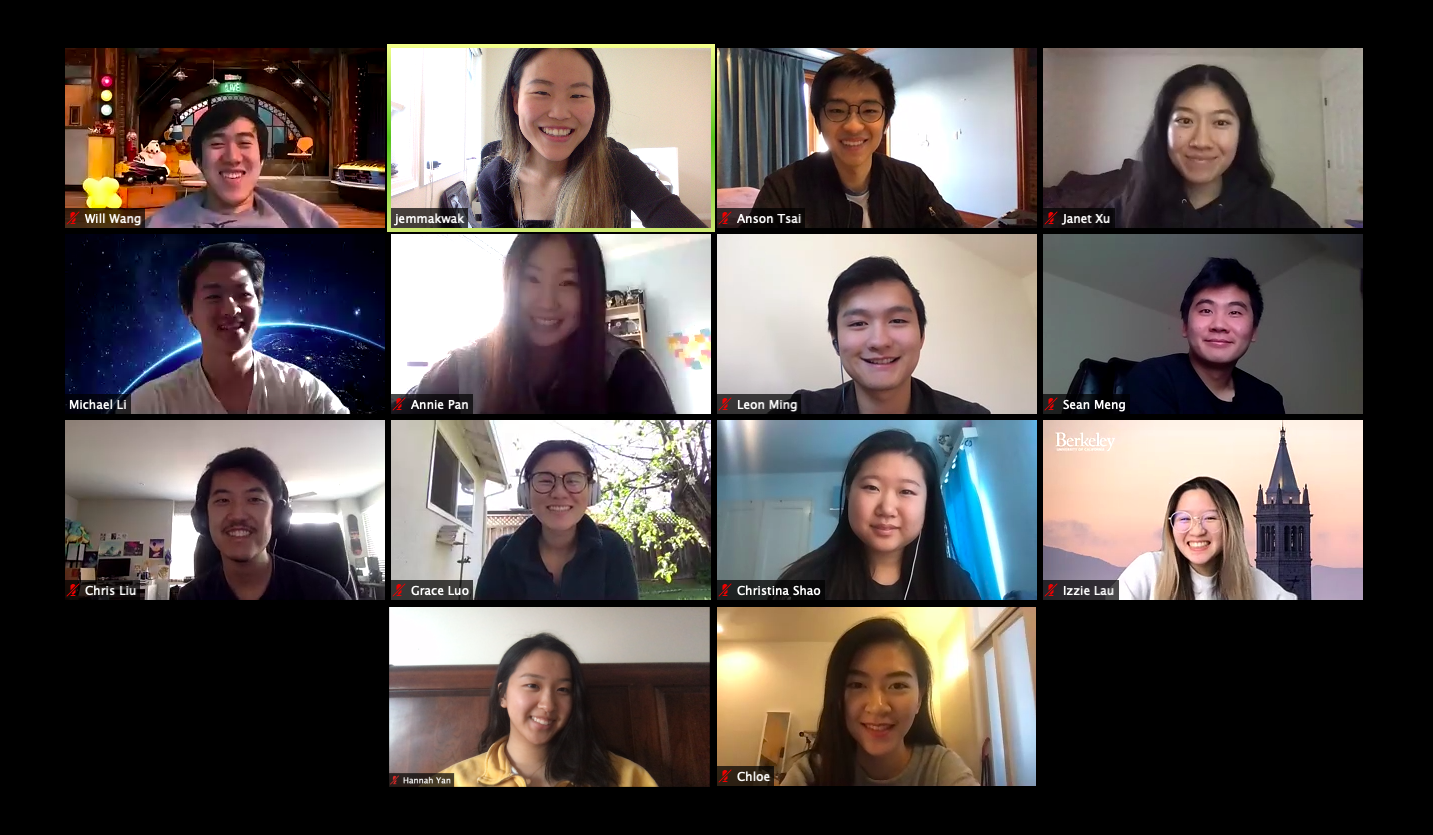 LIVE
Will Wang
jemmakwak
Anson Tsai
Janet Xu
Michael Li
Annie Pan
Leon Ming
Sean Meng
Berkeley
Chris Liu
Grace Luo
Christina Shao
Izzie Lau
Hannah Yan
Chloe